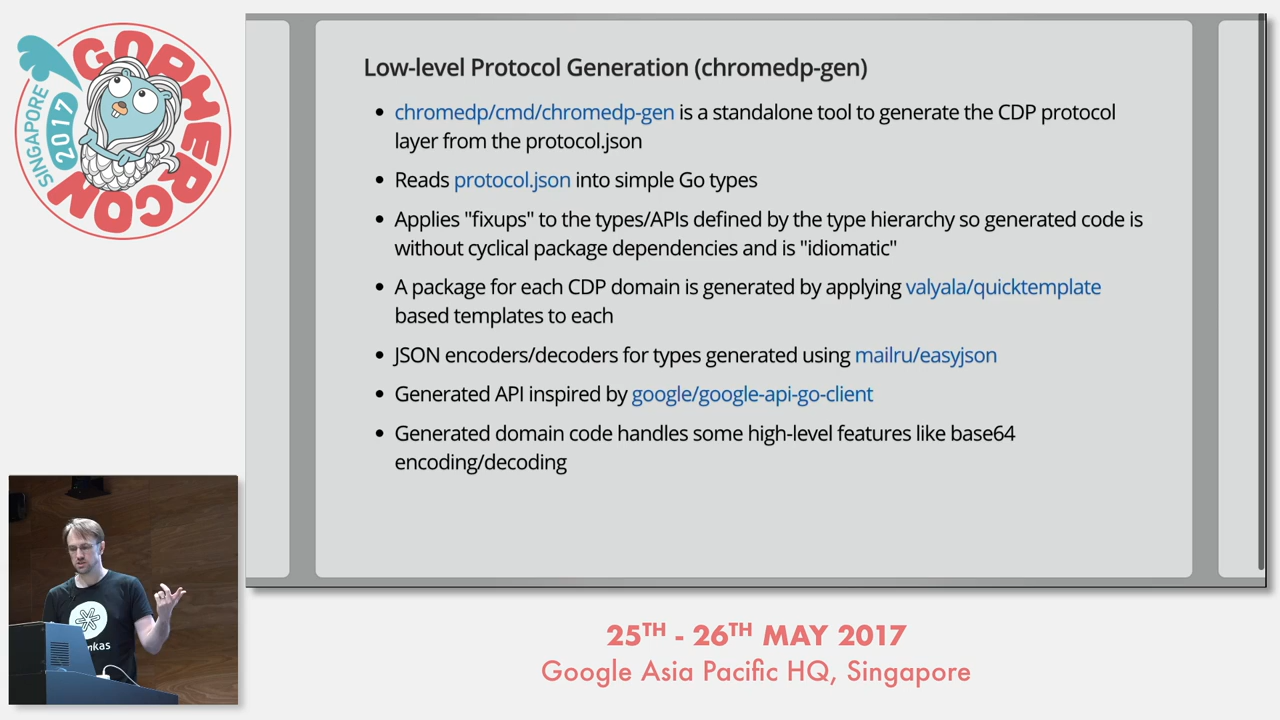 GOPHERCON
SINGAPORE
2017
Low-level Protocol Generation (chromedp-gen)
chromedp/cmd/chromedp-gen is a standalone tool to generate the CDP protocol
layer from the protocol.json
Reads protocol.json into simple Go types
Applies "fixups" to the types/APIs defined by the type hierarchy so generated code is
without cyclical package dependencies and is "idiomatic"
A package for each CDP domain is generated by applying valyala/quicktemplate
based templates to each
JSON encoders/decoders for types generated using mailru/easyjson
Generated API inspired by google/google-api-go-client
Generated domain code handles some high-level features like base64
encoding/decoding
25TH - 26TH MAY 2017
Google Asia Pacific HQ, Singapore